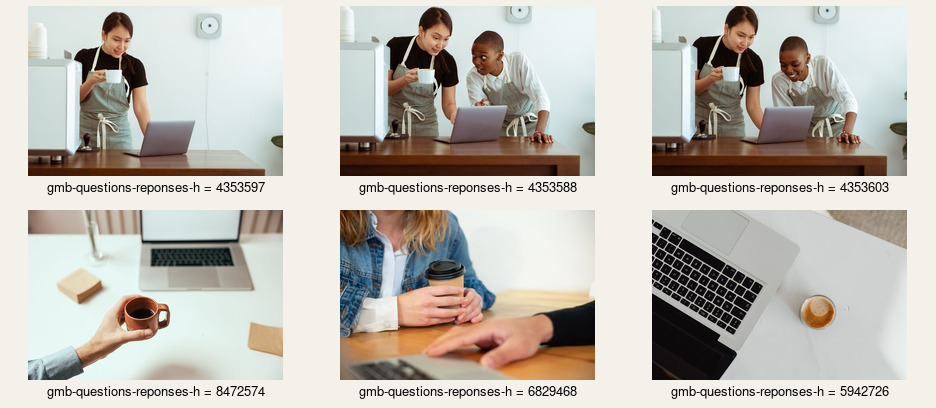 gmb-questions-reponses-h = 4353597
gmb-questions-reponses-h = 4353588
gmb-questions-reponses-h = 4353603
gmb-questions-reponses-h = 8472574
gmb-questions-reponses-h = 6829468
gmb-questions-reponses-h = 5942726